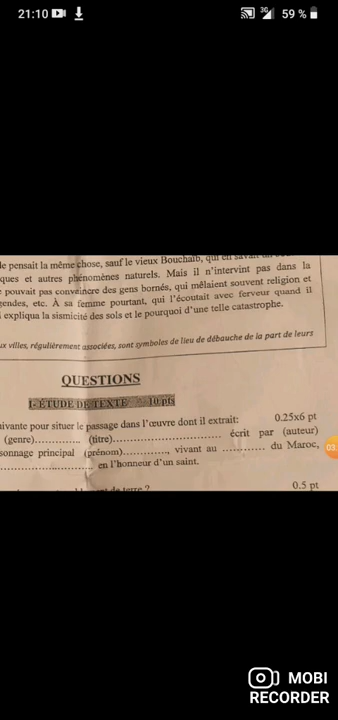 21:10
3G
59 %
le pensait la même chose, sauf le vieux Bouchaïb, qui en savait un
ques et autres phénomènes naturels. Mais il n'intervint pas dans la
pouvait pas convaincre des gens bornés, qui mêlaient souvent religion et
gendes, etc. À sa femme pourtant, qui l'écoutait avec ferveur quand il
expliqua la sismicité des sols et le pourquoi d'une telle catastrophe.
ux villes, régulièrement associées, sont symboles de lieu de débauche de la part de leurs
QUESTIONS
I- ÉTUDE DE TEXTE 10 pts
uivante pour situer le passage dans l'œuvre dont il extrait: 0.25x6 pt
(genre)............. (titre)............................... écrit par (auteur)
sonnage principal (prénom)............, vivant au ............ du Maroc,
............................ en l'honneur d'un saint.
de terre ? 0.5 pt
03
MOBI
RECORDER